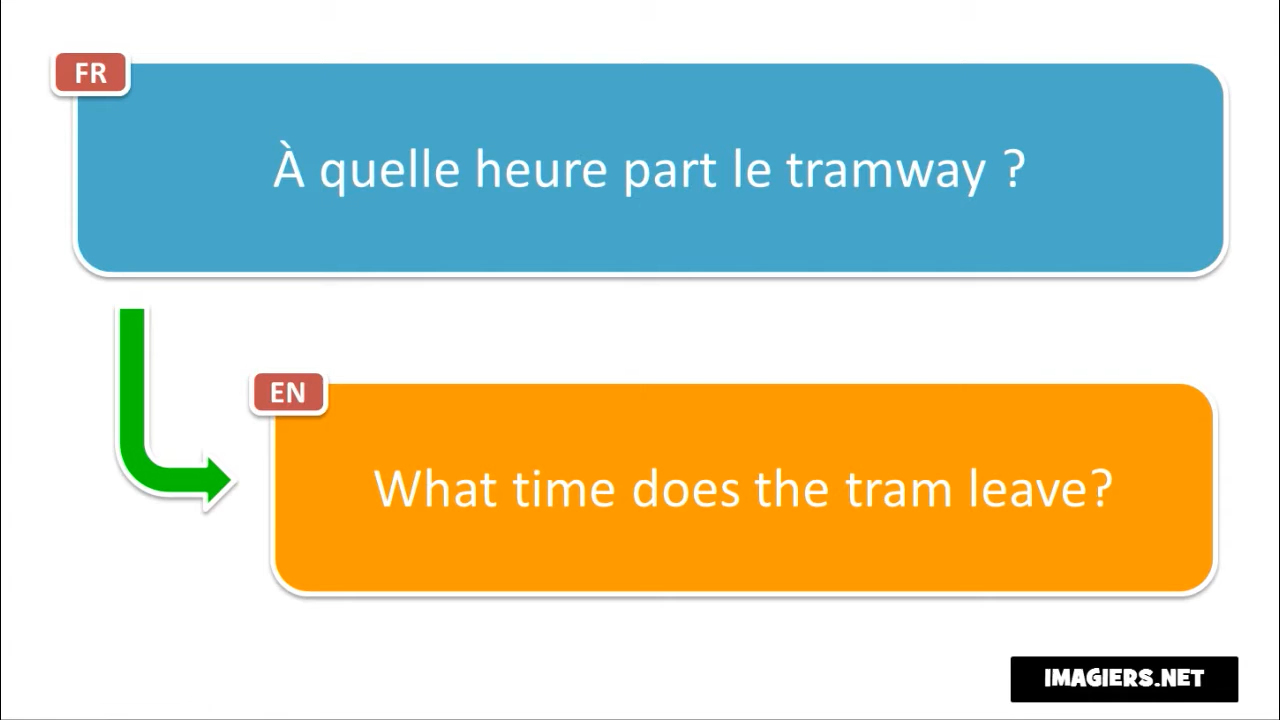 FR
À quelle heure part le tramway ?
EN
What time does the tram leave?
IMAGIERS.NET